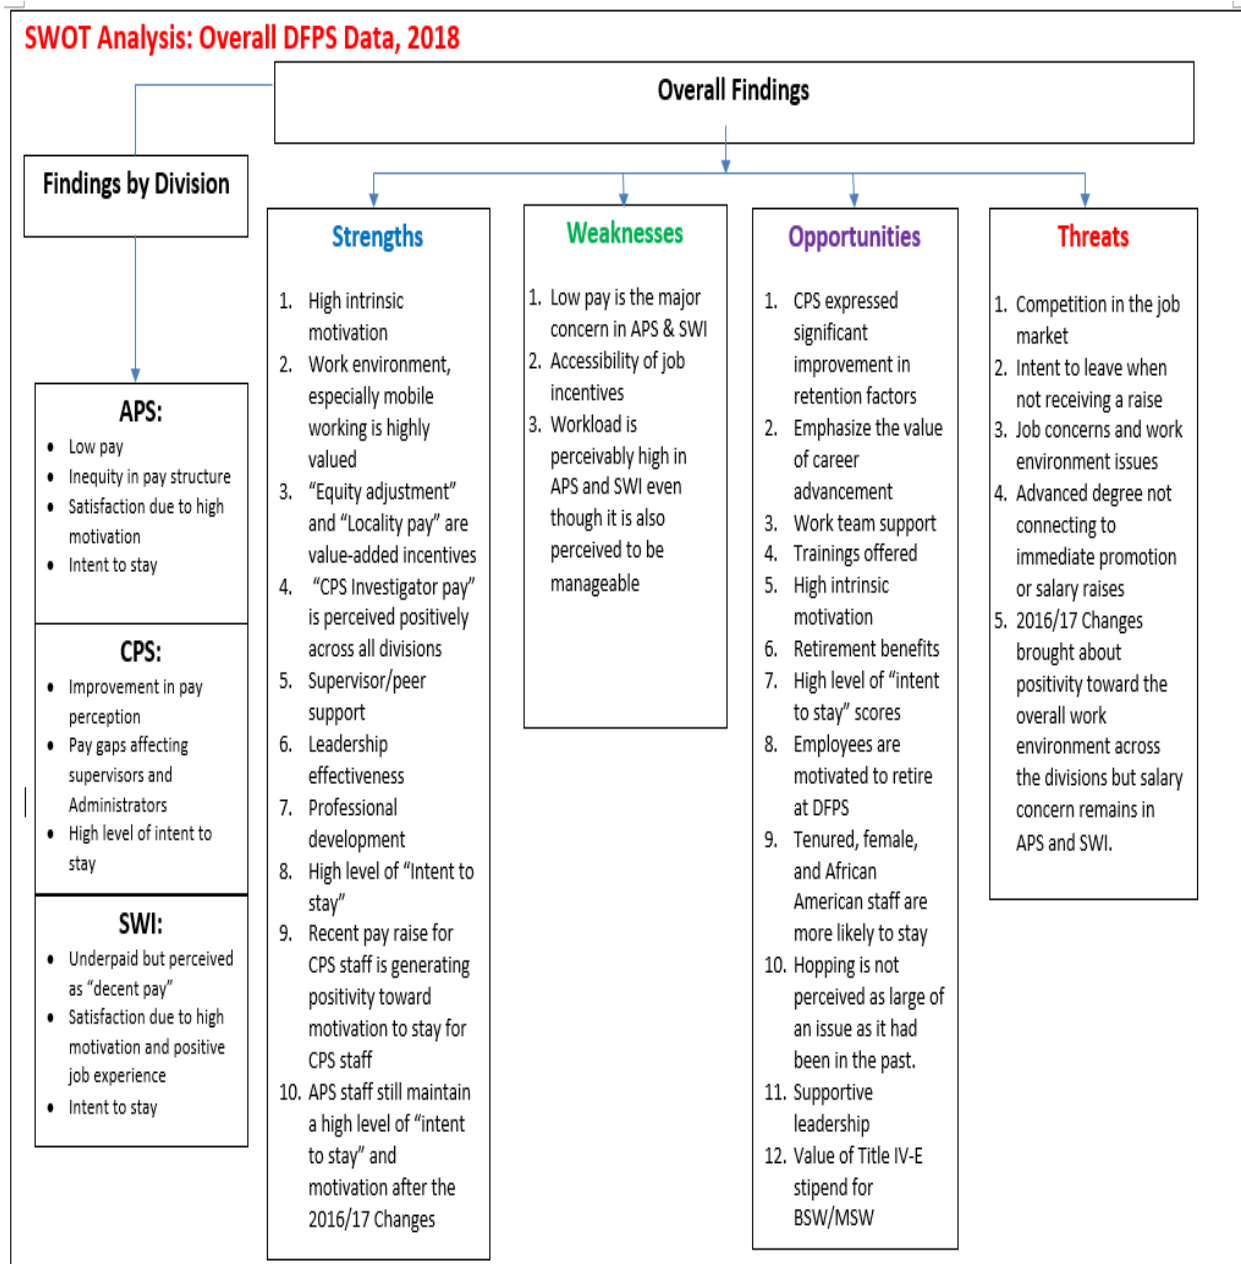 SWOT Analysis: Overall DFPS Data, 2018
Overall Findings
Findings by Division
APS:
• Low pay
• Inequity in pay structure
• Satisfaction due to high
motivation
• Intent to stay
CPS:
• Improvement in pay
perception
• Pay gaps affecting
supervisors and
Administrators
• High level of intent to
stay
SWI:
• Underpaid but perceived
as “decent pay”
• Satisfaction due to high
motivation and positive
job experience
• Intent to stay
Strengths
1. High intrinsic
motivation
2. Work environment,
especially mobile
working is highly
valued
3. “Equity adjustment”
and “Locality pay” are
value-added incentives
4. “CPS Investigator pay”
is perceived positively
across all divisions
5. Supervisor/peer
support
6. Leadership
effectiveness
7. Professional
development
8. High level of “Intent to
stay”
9. Recent pay raise for
CPS staff is generating
positivity toward
motivation to stay for
CPS staff
10. APS staff still maintain
a high level of “intent
to stay” and
motivation after the
2016/17 Changes
Weaknesses
1. Low pay is the major
concern in APS & SWI
2. Accessibility of job
incentives
3. Workload is
perceivably high in
APS and SWI even
though it is also
perceived to be
manageable
Opportunities
1. CPS expressed
significant
improvement in
retention factors
2. Emphasize the value
of career
advancement
3. Work team support
4. Trainings offered
5. High intrinsic
motivation
6. Retirement benefits
7. High level of “intent
to stay” scores
8. Employees are
motivated to retire
at DFPS
9. Tenured, female,
and African
American staff are
more likely to stay
10. Hopping is not
perceived as large of
an issue as it had
been in the past.
11. Supportive
leadership
12. Value of Title IV-E
stipend for
BSW/MSW
Threats
1. Competition in the job
market
2. Intent to leave when
not receiving a raise
3. Job concerns and work
environment issues
4. Advanced degree not
connecting to
immediate promotion
or salary raises
5. 2016/17 Changes
brought about
positivity toward the
overall work
environment across
the divisions but salary
concern remains in
APS and SWI.